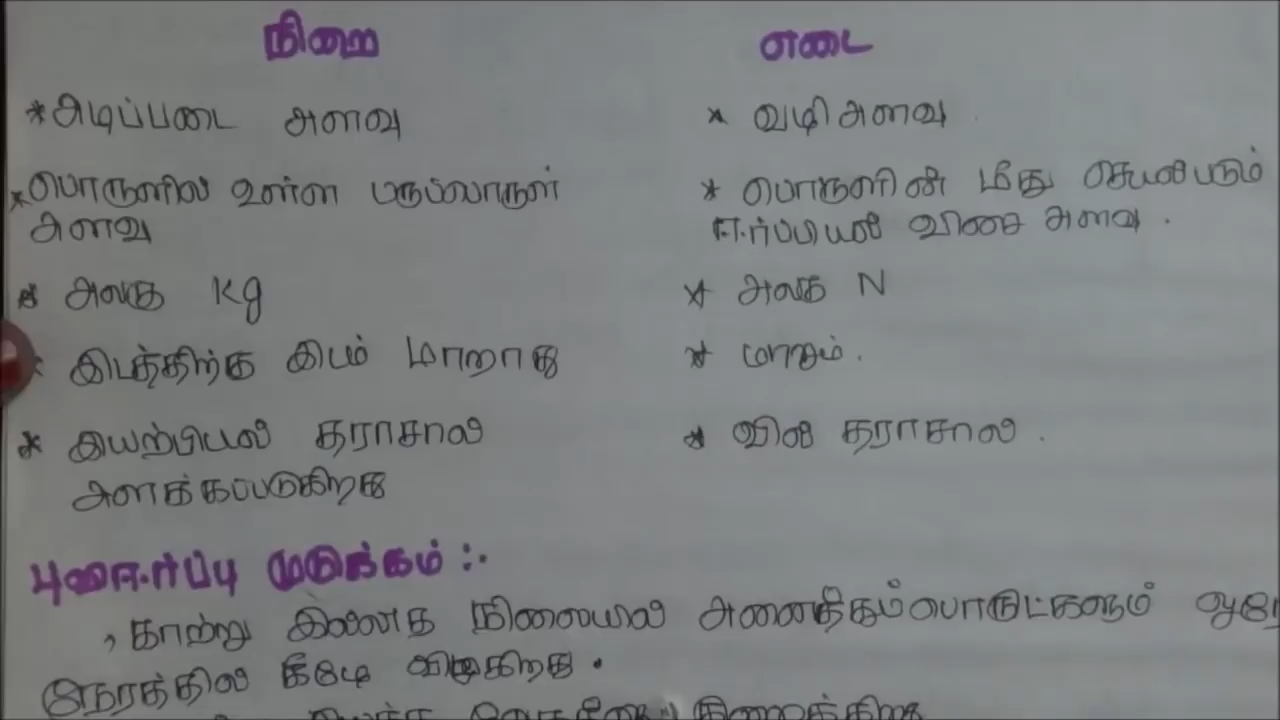 நிறை
எடை
* அடிப்படை அளவு
* வழி அளவு
* பொருளில் உள்ள பருப்பொருள்
அளவு
* பொருளின் மீது செயல்படும்
ஈர்ப்பியல் விசை அளவு .
* அலகு Kg
* அலகு N
* இடத்திற்கு இடம் மாறாது
* மாறும் .
* இயற்பியல் தராசால்
அளக்கப்படுகிறது
* வில் தராசால் .
புவிஈர்ப்பு முடுக்கம் :-
, காற்று இல்லாத நிலையில் அனைத்தும் பொருட்களும் ஒரே
நேரத்தில் கீழே விழுகிறது .